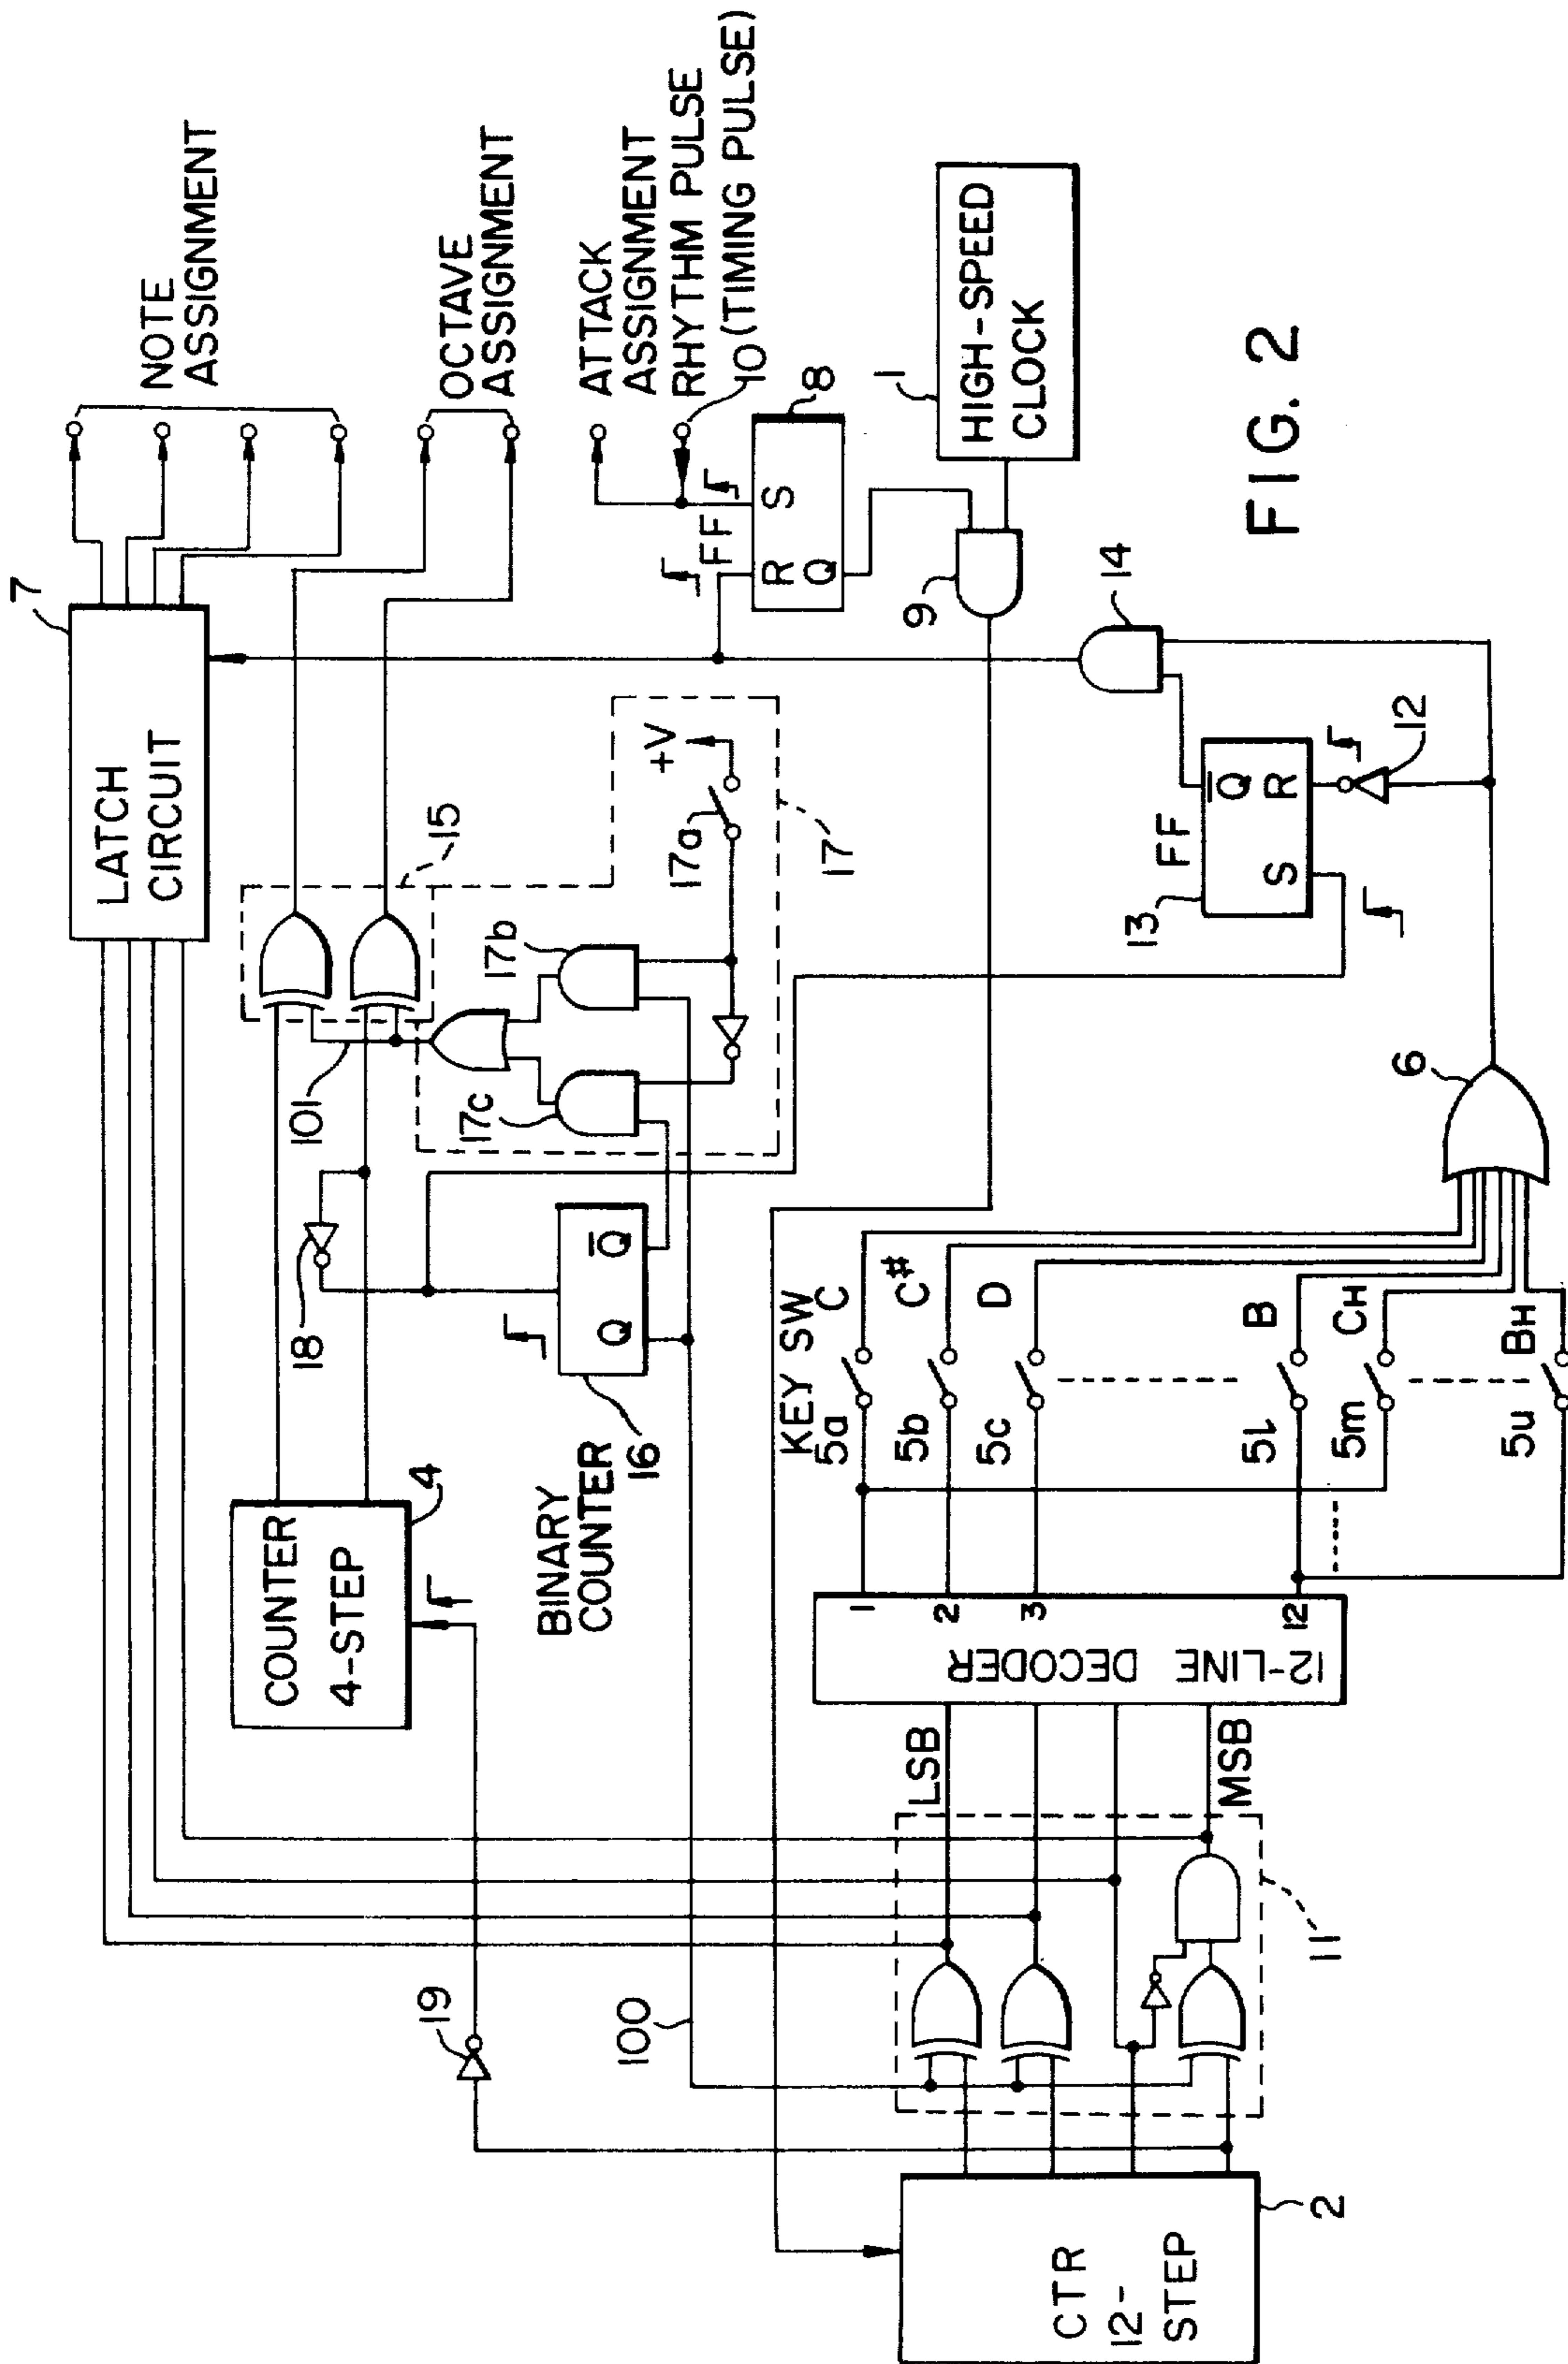 7
LATCH
CIRCUIT
NOTE
ASSIGNMENT
OCTAVE
ASSIGNMENT
ATTACK
ASSIGNMENT
RHYTHM PULSE
10 (TIMING PULSE)
COUNTER
4-STEP
4
18
101
15
17
17a
17b
17c
+V
FF
8
R
S
Q
9
1
HIGH-SPEED
CLOCK
BINARY
COUNTER
16
Q
Q̅
14
13
FF
S
R
Q̅
12
6
19
100
KEY SW
5a
C
5b
C#
5c
D
5l
B
5m
CH
5u
BH
12-LINE DECODER
1
2
3
12
LSB
MSB
11
CTR
12-
STEP
2
FIG. 2